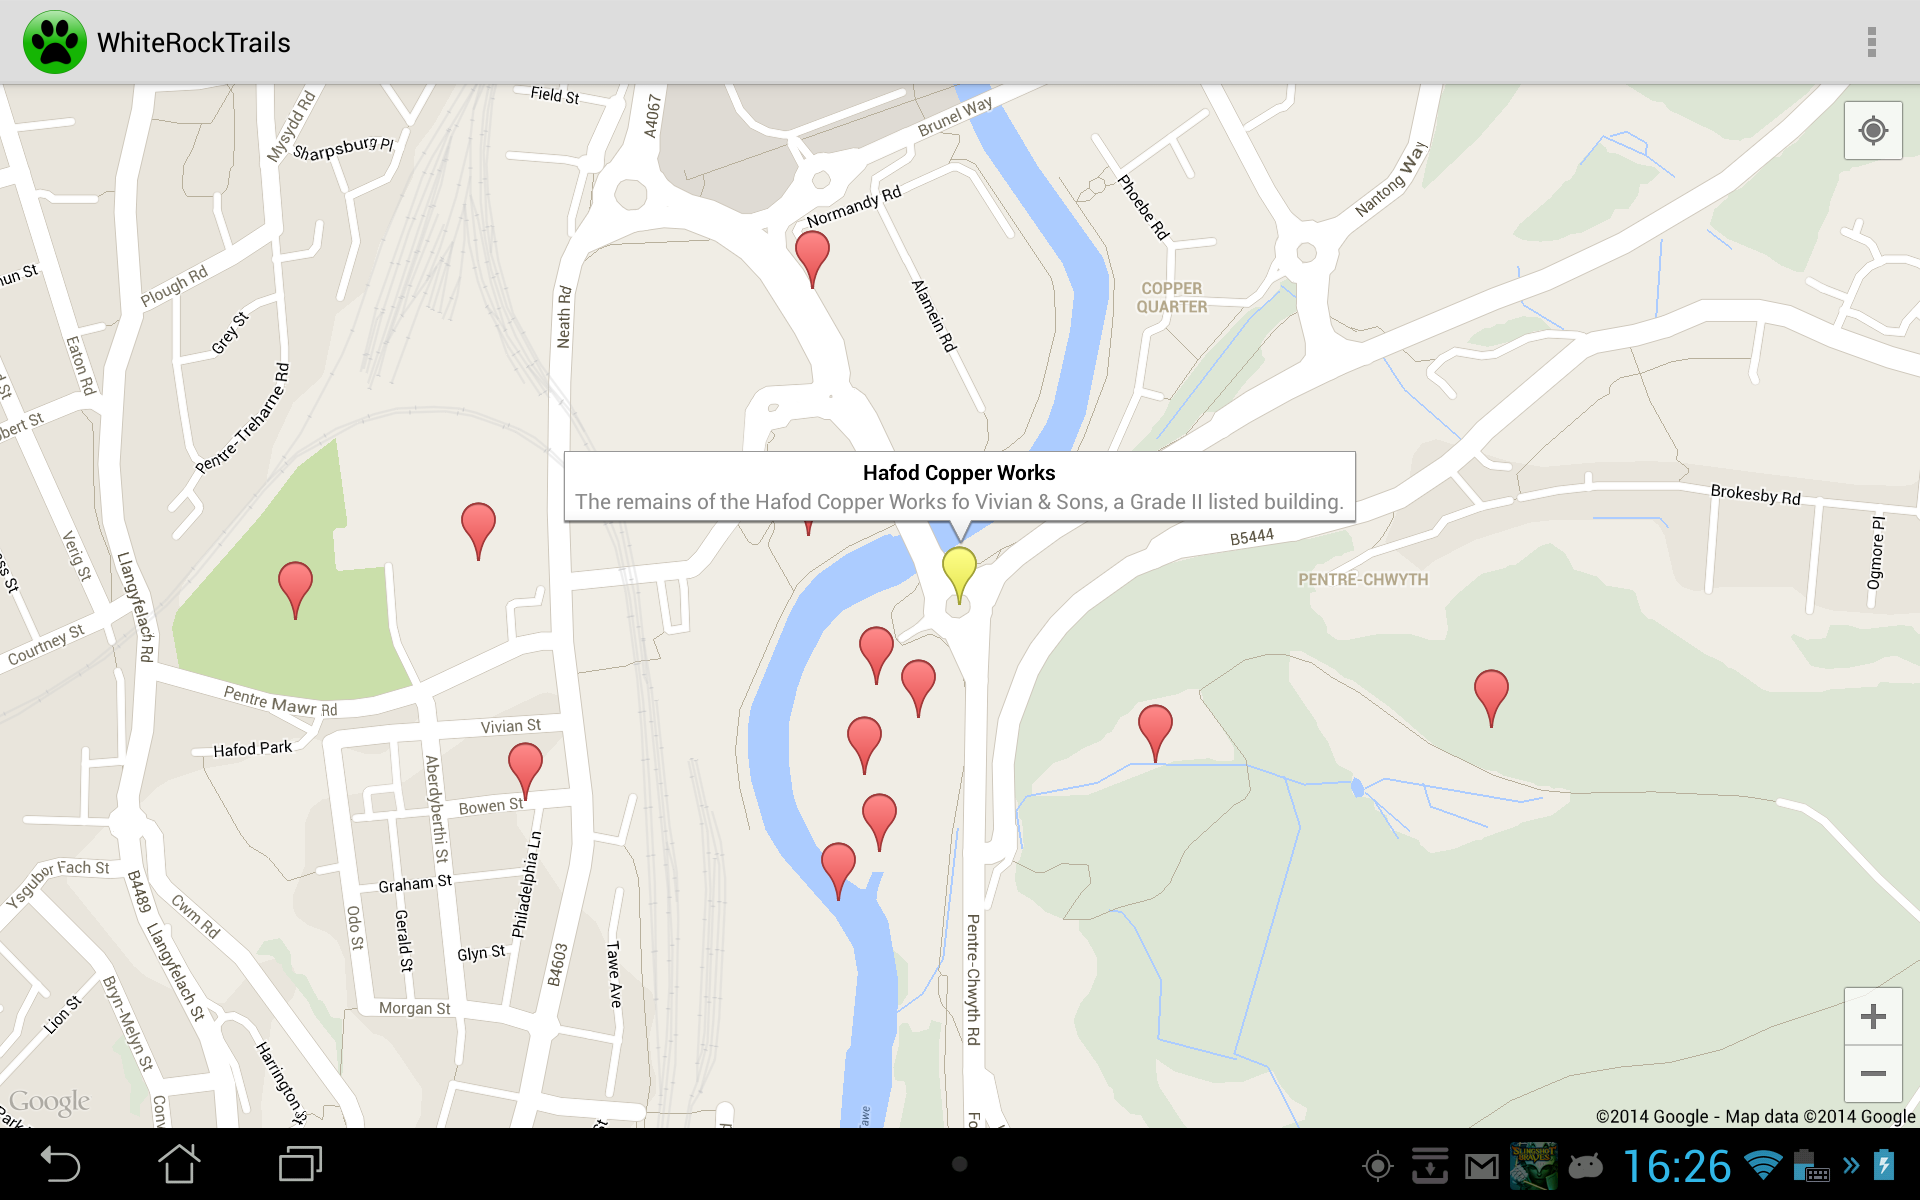 WhiteRockTrails
Field St
A4067
Brunel Way
Mysydd Rd
Sharpsburg Pl
Normandy Rd
Phoebe Rd
Nantong Way
Plough Rd
Neath Rd
Alamein Rd
COPPER
QUARTER
Grey St
Eaton Rd
Pentre-Treharne Rd
Hafod Copper Works
The remains of the Hafod Copper Works fo Vivian & Sons, a Grade II listed building.
Brokesby Rd
B5444
Ogmore Pl
PENTRE-CHWYTH
Verig St
Llangyfelach Rd
Courtney St
Pentre Mawr Rd
Vivian St
Hafod Park
Aberdyberthi St
Bowen St
Philadelphia Ln
Ysgubor Fach St
Graham St
B4489
Cwm Rd
Odo St
Gerald St
Glyn St
B4603
Tawe Ave
Pentre-Chwyth Rd
Llangyfelach St
Lion St
Bryn-Melyn St
Morgan St
Harrington St
Google
Tawe
©2014 Google - Map data ©2014 Google
SLINGSHOT
BRAVES
16:26